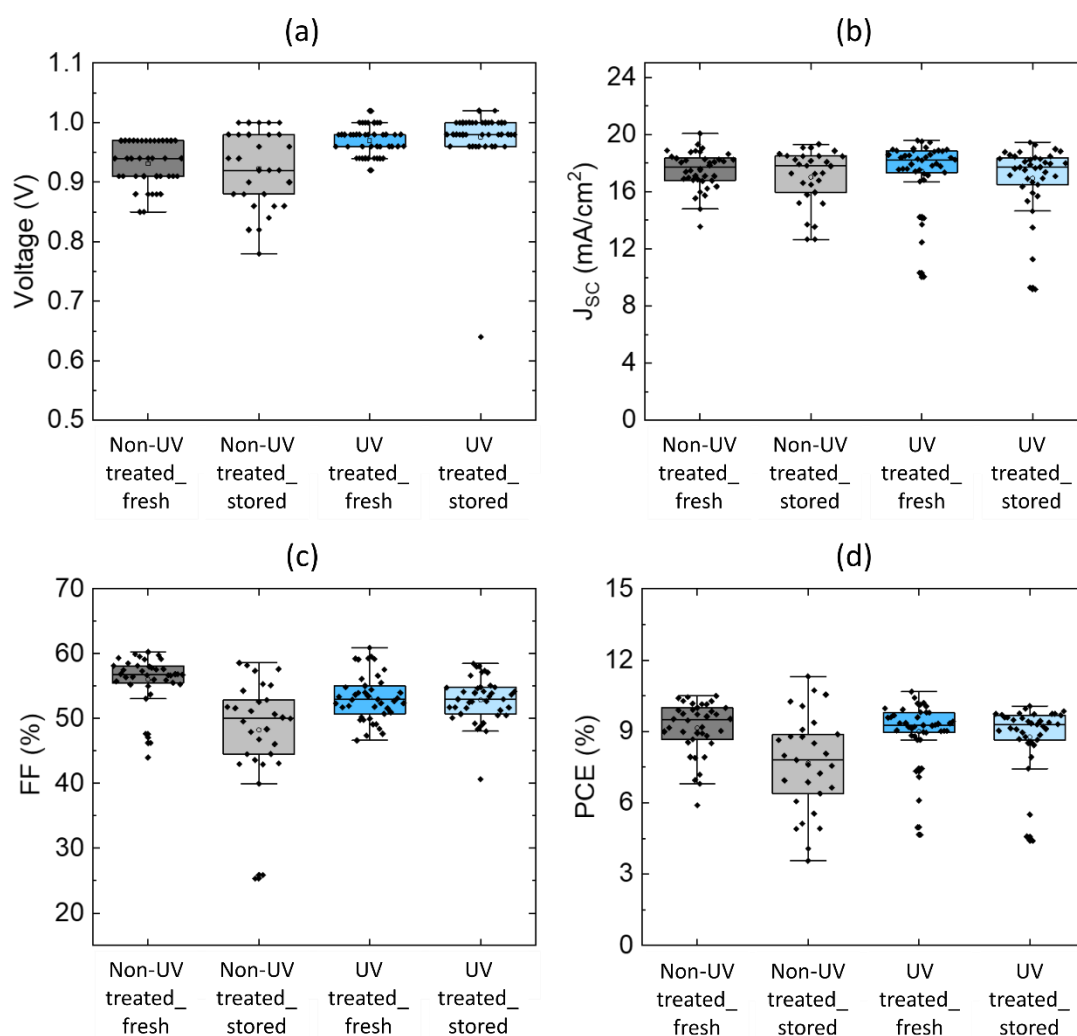 (a)
(b)
1.1
1.0
0.9
0.8
0.7
0.6
0.5
Voltage (V)
Non-UV treated_ fresh
Non-UV treated_ stored
UV treated_ fresh
UV treated_ stored
24
20
16
12
8
4
0
J_SC (mA/cm²)
Non-UV treated_ fresh
Non-UV treated_ stored
UV treated_ fresh
UV treated_ stored
(c)
(d)
70
60
50
40
30
20
FF (%)
Non-UV treated_ fresh
Non-UV treated_ stored
UV treated_ fresh
UV treated_ stored
15
12
9
6
3
0
PCE (%)
Non-UV treated_ fresh
Non-UV treated_ stored
UV treated_ fresh
UV treated_ stored